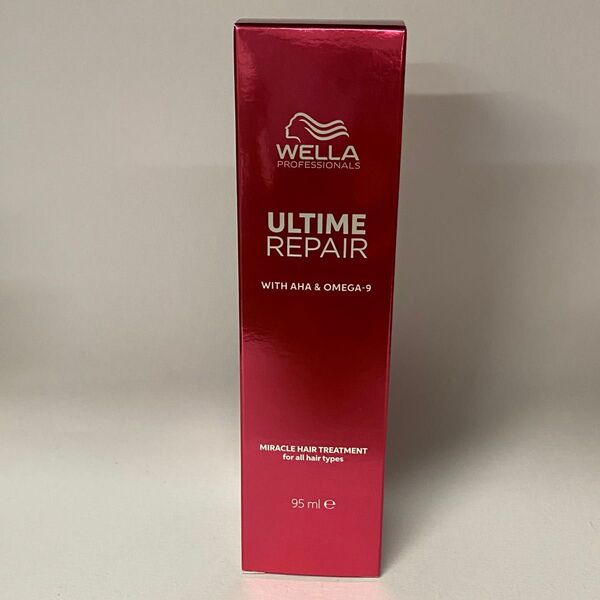 WELLA
PROFESSIONALS
ULTIME
REPAIR
WITH AHA & OMEGA-9
MIRACLE HAIR TREATMENT
for all hair types
95 ml ℮